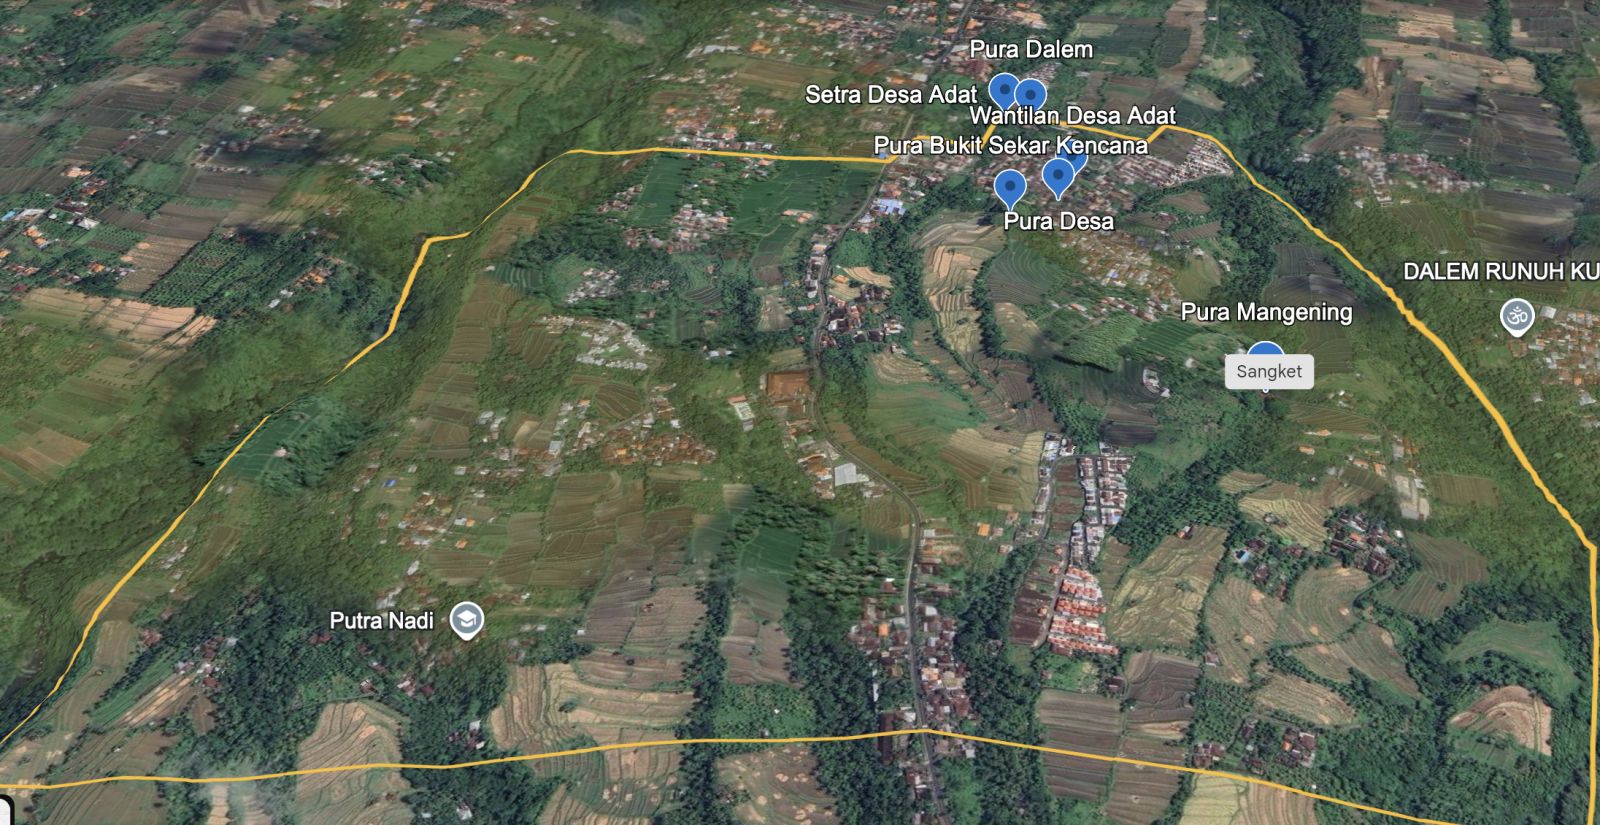 Pura Dalem
Setra Desa Adat
Wantilan Desa Adat
Pura Bukit Sekar Kencana
Pura Desa
DALEM RUNUH KU
Pura Mangening
Sangket
Putra Nadi